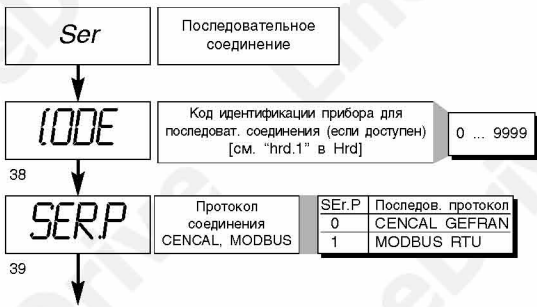 Ser
Последовательное
соединение
(.ODE
Код идентификации прибора для
последоват. соединения (если доступен)
[см. “hrd.1” в Hrd]
0 ... 9999
38
SER.P
Протокол
соединения
CENCAL, MODBUS
SEr.P Последов. протокол
0 CENCAL GEFRAN
1 MODBUS RTU
39